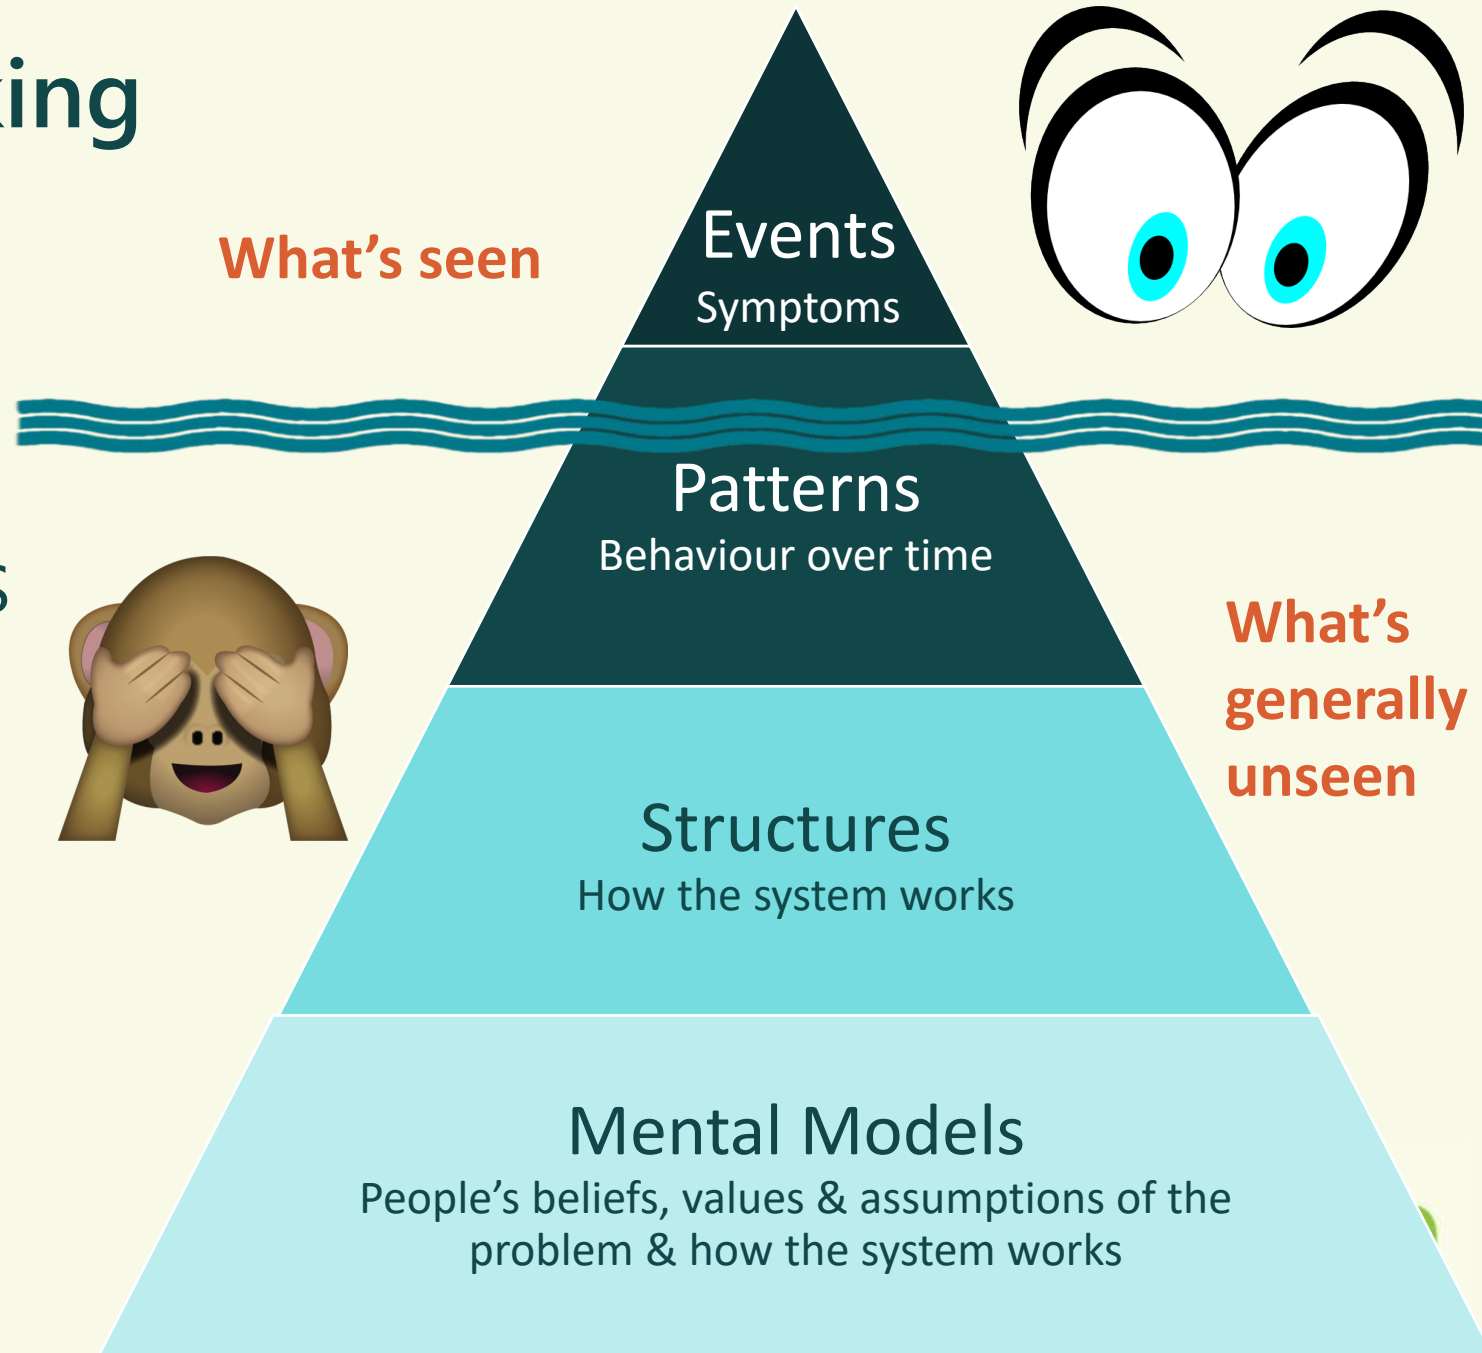 king
What's seen
Events
Symptoms
Patterns
Behaviour over time
s
What's
generally
unseen
Structures
How the system works
Mental Models
People's beliefs, values & assumptions of the
problem & how the system works